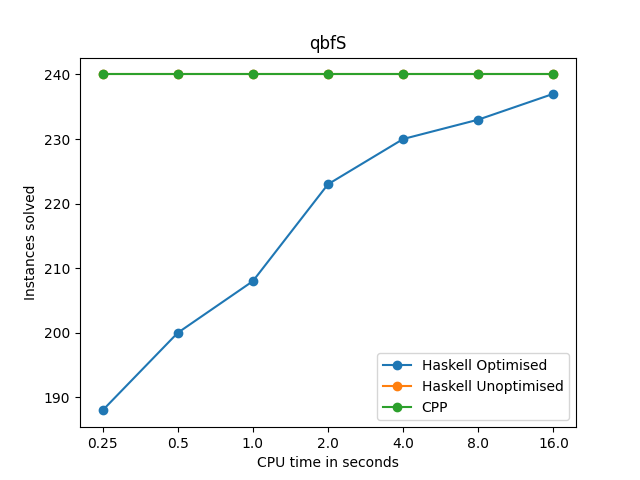 qbfS
240
230
220
210
200
190
Instances solved
0.25 0.5 1.0 2.0 4.0 8.0 16.0
CPU time in seconds
Haskell Optimised
Haskell Unoptimised
CPP